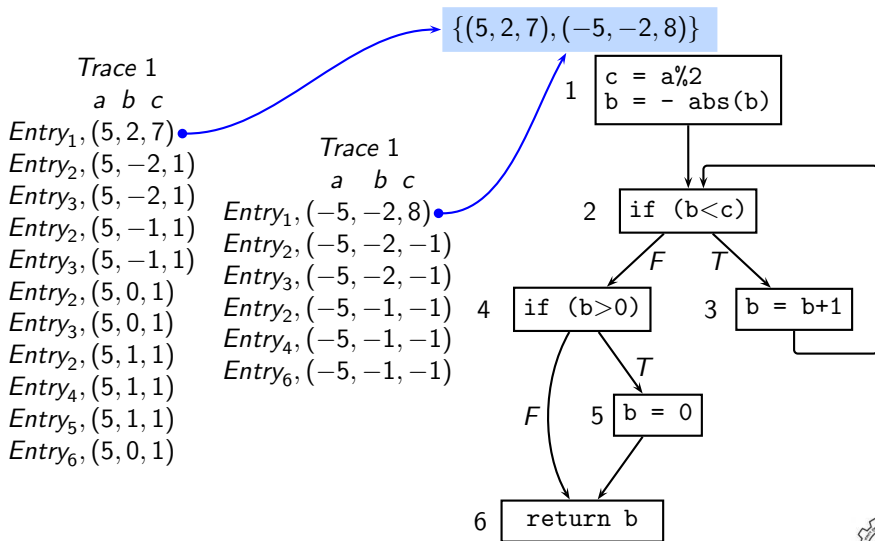 {(5, 2, 7), (−5, −2, 8)}
Trace 1
a b c
Entry₁, (5, 2, 7)
Entry₂, (5, −2, 1)
Entry₃, (5, −2, 1)
Entry₂, (5, −1, 1)
Entry₃, (5, −1, 1)
Entry₂, (5, 0, 1)
Entry₃, (5, 0, 1)
Entry₂, (5, 1, 1)
Entry₄, (5, 1, 1)
Entry₅, (5, 1, 1)
Entry₆, (5, 0, 1)
Trace 1
a b c
Entry₁, (−5, −2, 8)
Entry₂, (−5, −2, −1)
Entry₃, (−5, −2, −1)
Entry₂, (−5, −1, −1)
Entry₄, (−5, −1, −1)
Entry₆, (−5, −1, −1)
1
c = a%2
b = - abs(b)
2
if (b<c)
F T
4
if (b>0)
3
b = b+1
F T
5
b = 0
6
return b